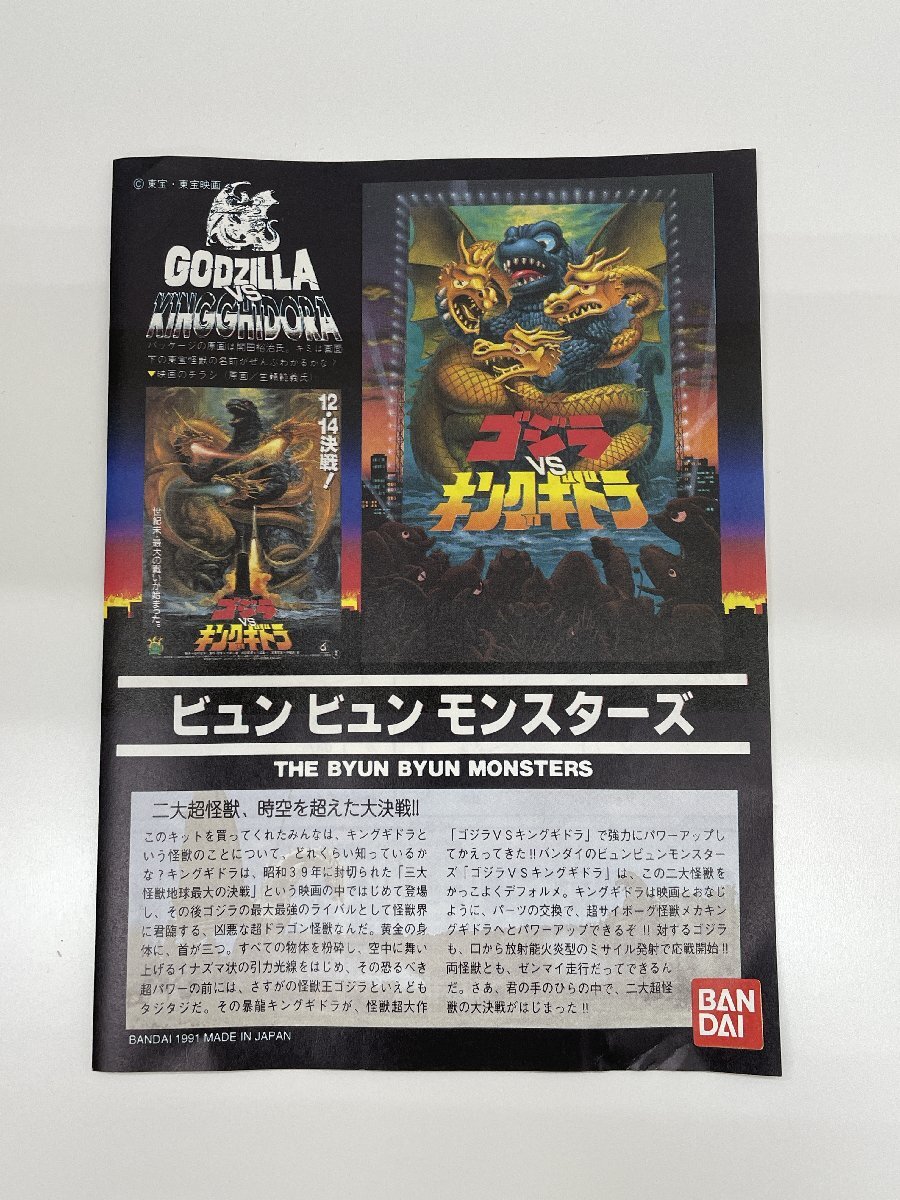 © 東宝・東宝映画
GODZILLA
VS
KINGGHIDORA
パッケージの原画は開田裕治氏。キミは画面
下の東宝怪獣の名前がぜんぶわかるかな?
▼映画のチラシ(原画/生頼範義氏)
12・14決戦!
世紀末・最大の戦いが始まった。
ゴジラ
VS
キングギドラ
ゴジラ
VS
キングギドラ
ビュン ビュン モンスターズ
THE BYUN BYUN MONSTERS
二大超怪獣、時空を超えた大決戦!!
このキットを買ってくれたみんなは、キングギドラと
いう怪獣のことについて、どれくらい知っているか
な?キングギドラは、昭和39年に封切られた「三大
怪獣地球最大の決戦」という映画の中ではじめて登場
し、その後ゴジラの最大最強のライバルとして怪獣界
に君臨する、凶悪な超ドラゴン怪獣なんだ。黄金の身
体に、首が三つ。すべての物体を粉砕し、空中に舞い
上げるイナズマ状の引力光線をはじめ、その恐るべき
超パワーの前には、さすがの怪獣王ゴジラといえども
タジタジだ。その暴龍キングギドラが、怪獣超大作
「ゴジラVSキングギドラ」で強力にパワーアップし
てかえってきた!!バンダイのビュンビュンモンスター
ズ「ゴジラVSキングギドラ」は、この二大怪獣を
かっこよくデフォルメ。キングギドラは映画とおなじ
ように、パーツの交換で、超サイボーグ怪獣メカキン
グギドラへとパワーアップできるぞ!!対するゴジラ
も、口から放射能火炎型のミサイル発射で応戦開始!!
両怪獣とも、ゼンマイ走行だってできるん
だ。さあ、君の手のひらの中で、二大超怪
獣の大決戦がはじまった!!
BAN
DAI
BANDAI 1991 MADE IN JAPAN